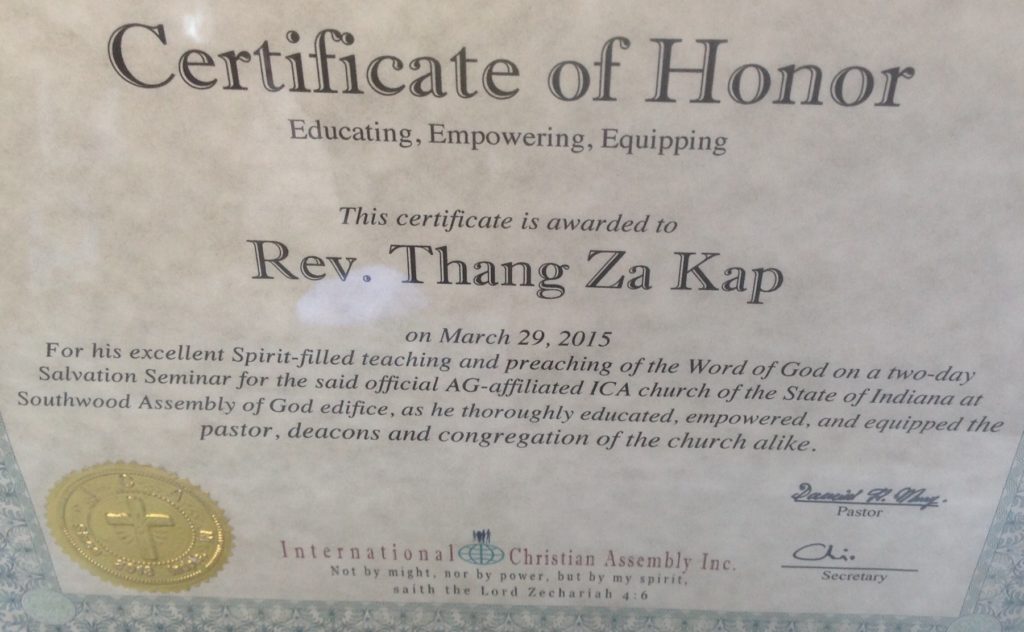 Certificate of Honor
Educating, Empowering, Equipping
This certificate is awarded to
Rev. Thang Za Kap
on March 29, 2015
For his excellent Spirit-filled teaching and preaching of the Word of God on a two-day
Salvation Seminar for the said official AG-affiliated ICA church of the State of Indiana at
Southwood Assembly of God edifice, as he thoroughly educated, empowered, and equipped the
pastor, deacons and congregation of the church alike.
Pastor
Secretary
International Christian Assembly Inc.
Not by might, nor by power, but by my spirit,
saith the Lord Zechariah 4:6